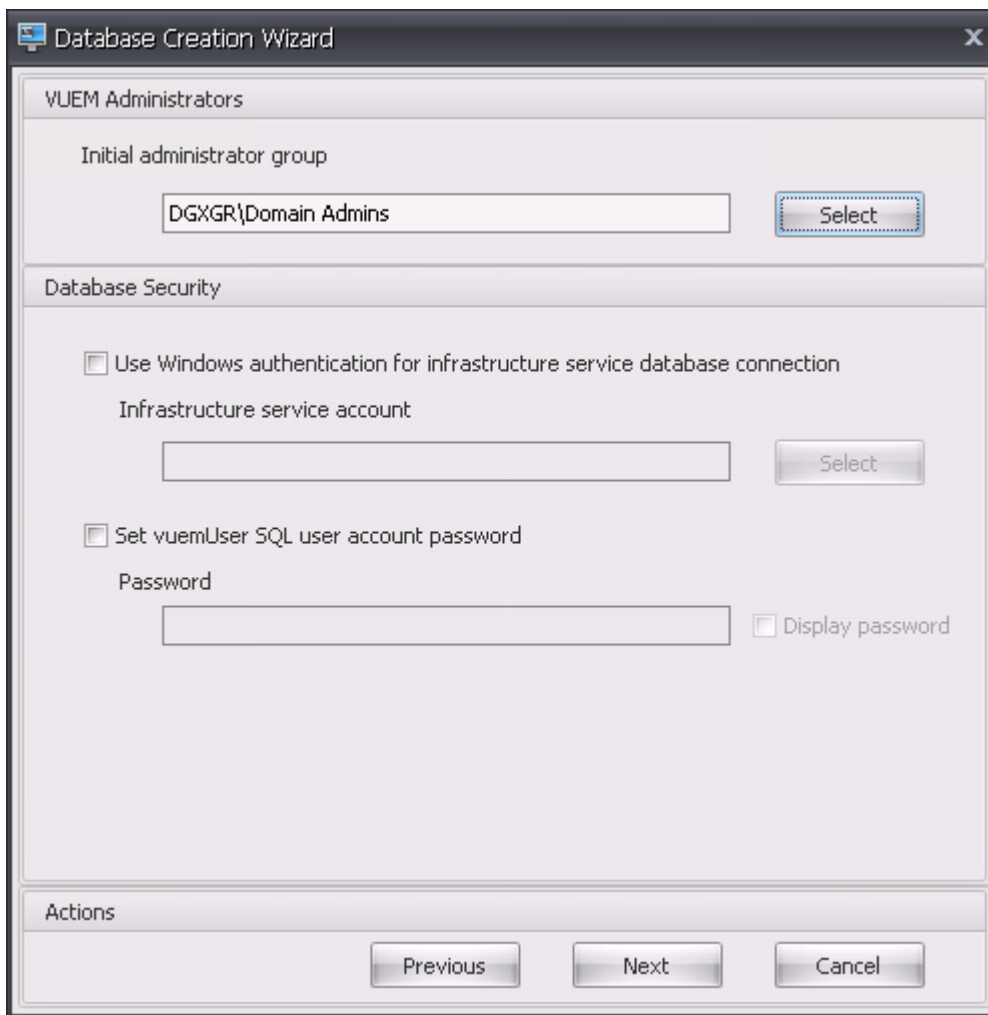 Database Creation Wizard
VUEM Administrators
Initial administrator group
DGXGR\Domain Admins
Select
Database Security
Use Windows authentication for infrastructure service database connection
Infrastructure service account
Select
Set vuemUser SQL user account password
Password
Display password
Actions
Previous Next Cancel